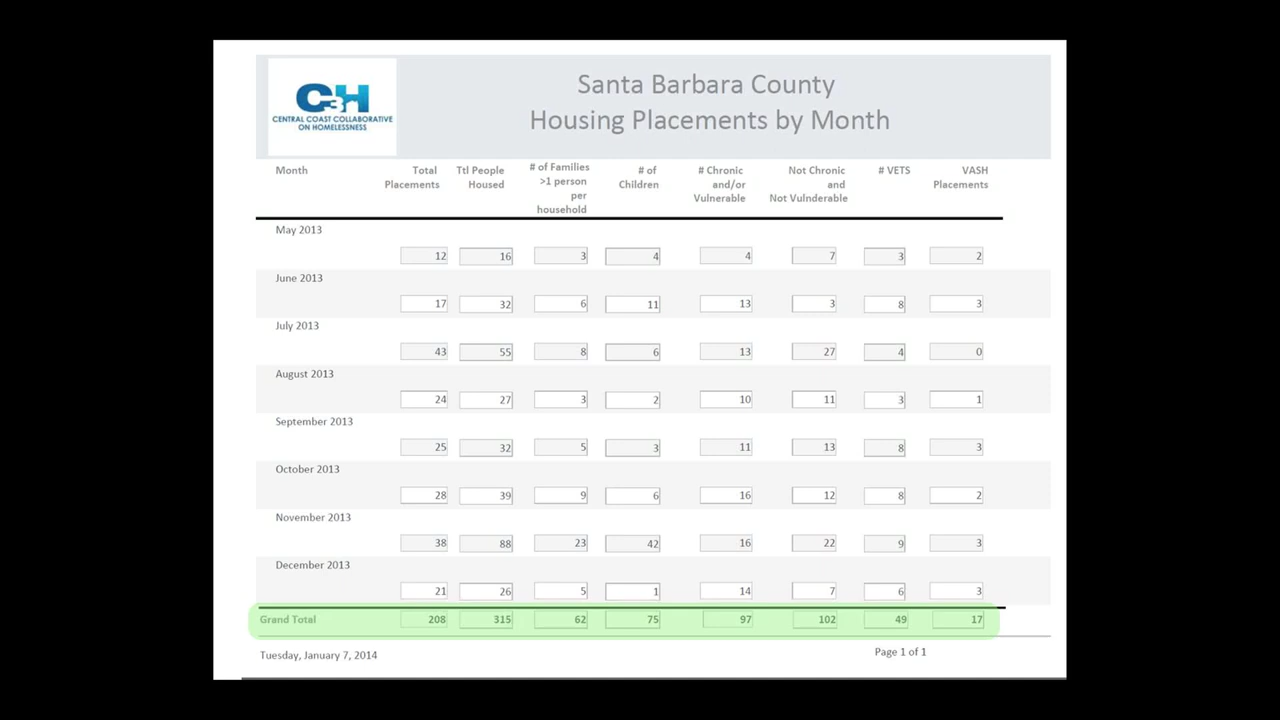 C3H
CENTRAL COAST COLLABORATIVE
ON HOMELESSNESS
Santa Barbara County
Housing Placements by Month
Month Total Placements Ttl People Housed # of Families >1 person per household # of Children # Chronic and/or Vulnerable Not Chronic and Not Vulnderable # VETS VASH Placements
May 2013
12 16 3 4 4 7 3 2
June 2013
17 32 6 11 13 3 8 3
July 2013
43 55 8 6 13 27 4 0
August 2013
24 27 3 2 10 11 3 1
September 2013
25 32 5 3 11 13 8 3
October 2013
28 39 9 6 16 12 8 2
November 2013
38 88 23 42 16 22 9 3
December 2013
21 26 5 1 14 7 6 3
Grand Total 208 315 62 75 97 102 49 17
Tuesday, January 7, 2014 Page 1 of 1